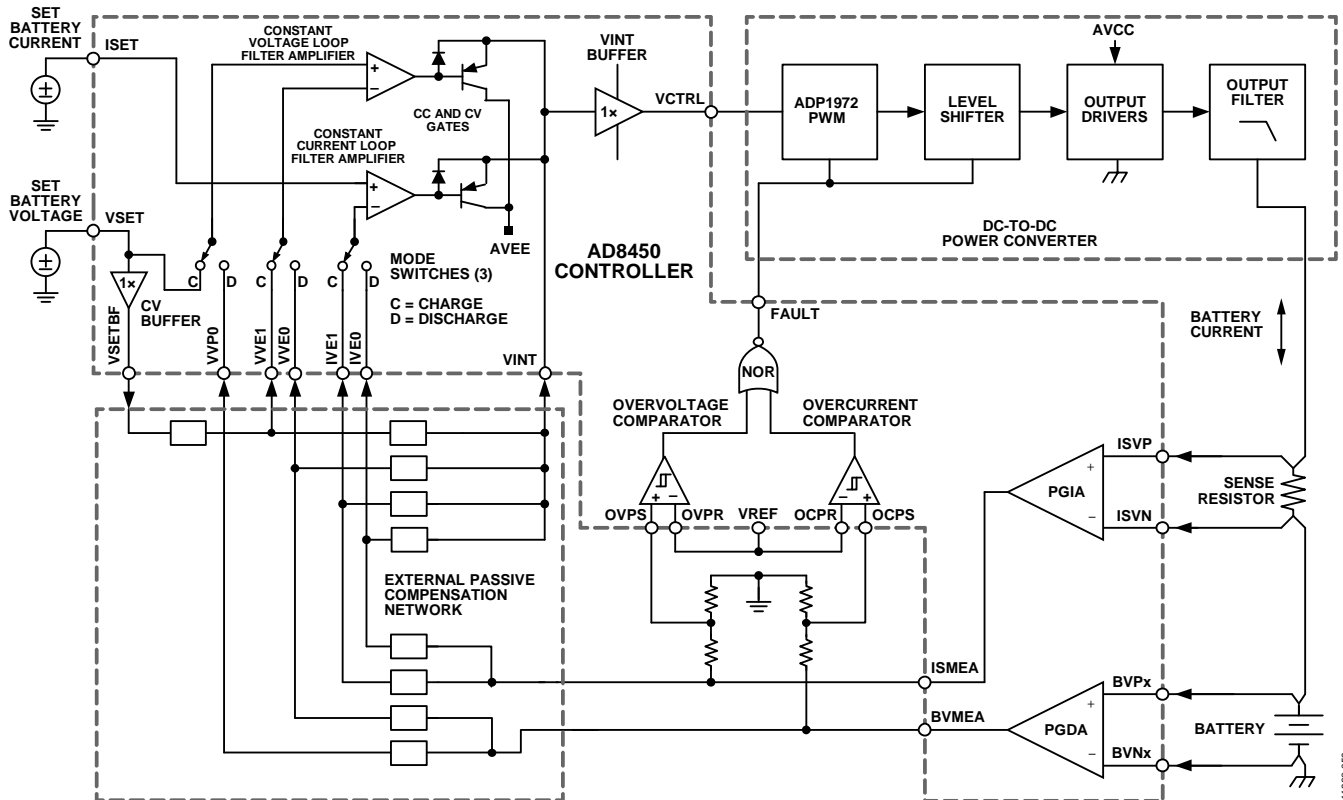 SET
BATTERY
CURRENT
ISET
CONSTANT
VOLTAGE LOOP
FILTER AMPLIFIER
VINT
BUFFER
AVCC
+
−
1×
VCTRL
ADP1972
PWM
LEVEL
SHIFTER
OUTPUT
DRIVERS
OUTPUT
FILTER
CC AND CV
GATES
CONSTANT
CURRENT LOOP
FILTER AMPLIFIER
+
−
SET
BATTERY
VOLTAGE
VSET
AVEE
DC-TO-DC
POWER CONVERTER
AD8450
CONTROLLER
MODE
SWITCHES (3)
C = CHARGE
D = DISCHARGE
1×
CV
BUFFER
C D C D C D
VSETBF
VVP0
VVE1
VVE0
IVE1
IVE0
VINT
FAULT
BATTERY
CURRENT
NOR
OVERVOLTAGE
COMPARATOR
OVERCURRENT
COMPARATOR
+ −
− +
OVPS OVPR VREF OCPR OCPS
ISVP
+
PGIA
−
ISVN
SENSE
RESISTOR
EXTERNAL PASSIVE
COMPENSATION
NETWORK
ISMEA
BVMEA
BVPx
+
PGDA
−
BVNx
BATTERY